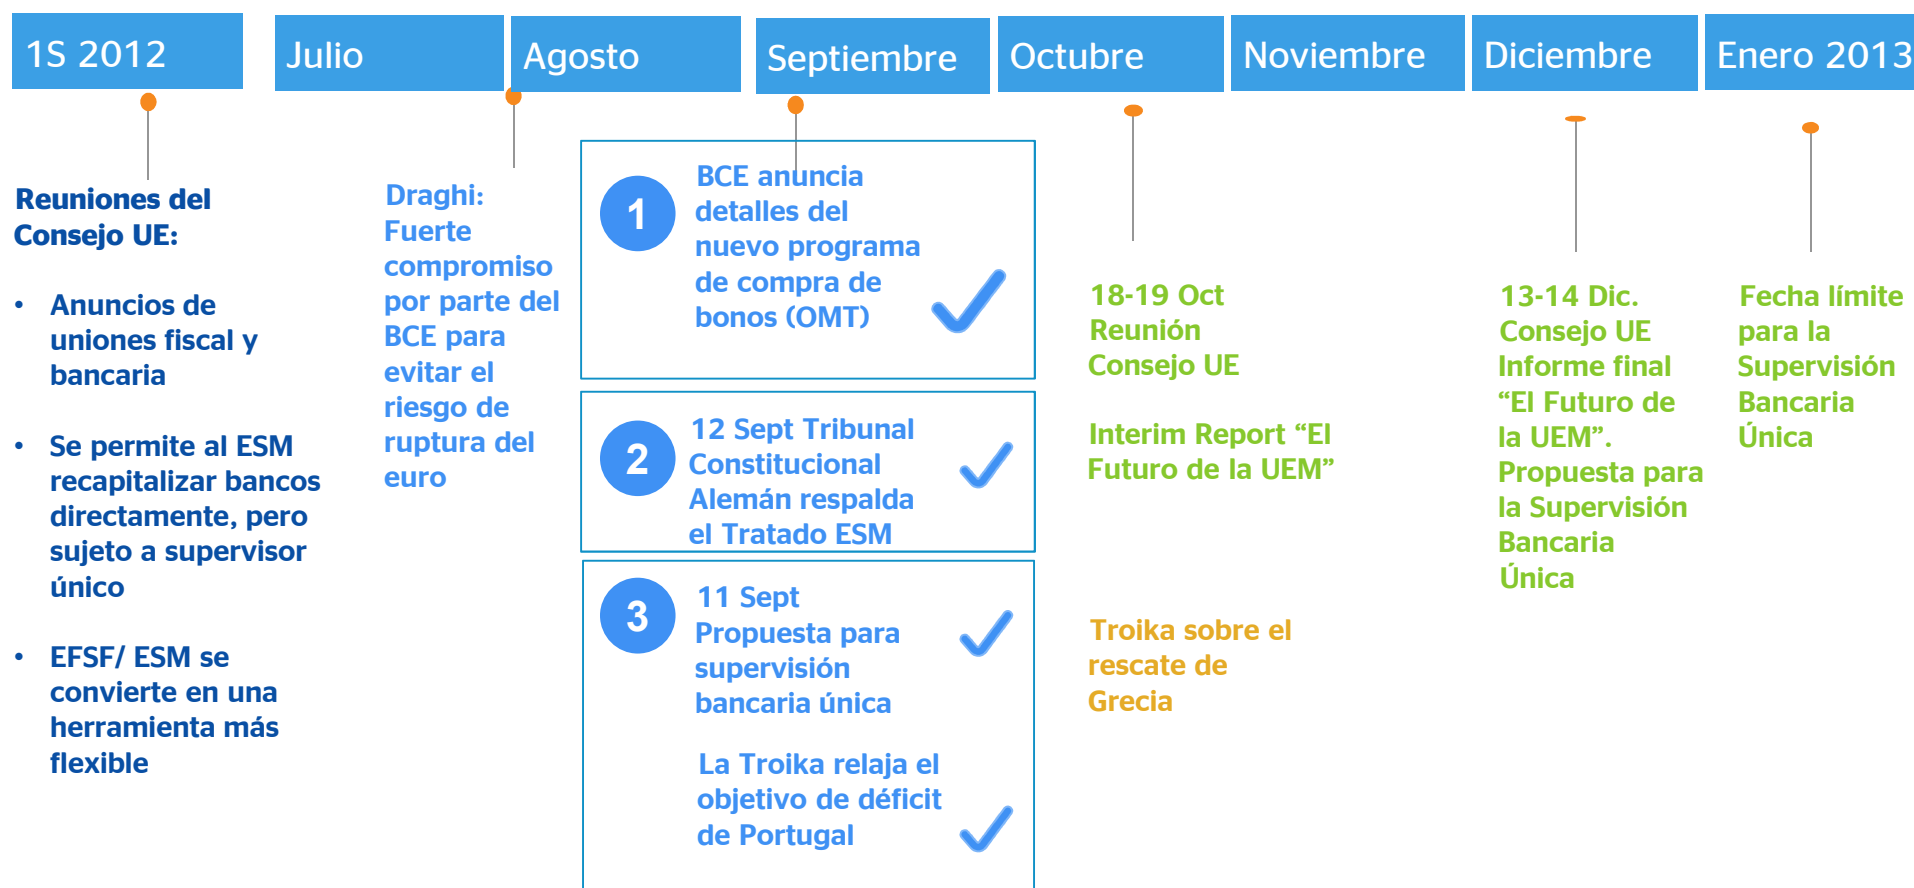 1S 2012
Julio
Agosto
Septiembre
Octubre
Noviembre
Diciembre
Enero 2013
Reuniones del
Consejo UE:
• Anuncios de
uniones fiscal y
bancaria
• Se permite al ESM
recapitalizar bancos
directamente, pero
sujeto a supervisor
único
• EFSF/ ESM se
convierte en una
herramienta más
flexible
Draghi:
Fuerte
compromiso
por parte del
BCE para
evitar el
riesgo de
ruptura del
euro
1
BCE anuncia
detalles del
nuevo programa
de compra de
bonos (OMT)
2
12 Sept Tribunal
Constitucional
Alemán respalda
el Tratado ESM
3
11 Sept
Propuesta para
supervisión
bancaria única
La Troika relaja el
objetivo de déficit
de Portugal
18-19 Oct
Reunión
Consejo UE
Interim Report “El
Futuro de la UEM”
Troika sobre el
rescate de
Grecia
13-14 Dic.
Consejo UE
Informe final
“El Futuro de
la UEM”.
Propuesta para
la Supervisión
Bancaria
Única
Fecha límite
para la
Supervisión
Bancaria
Única